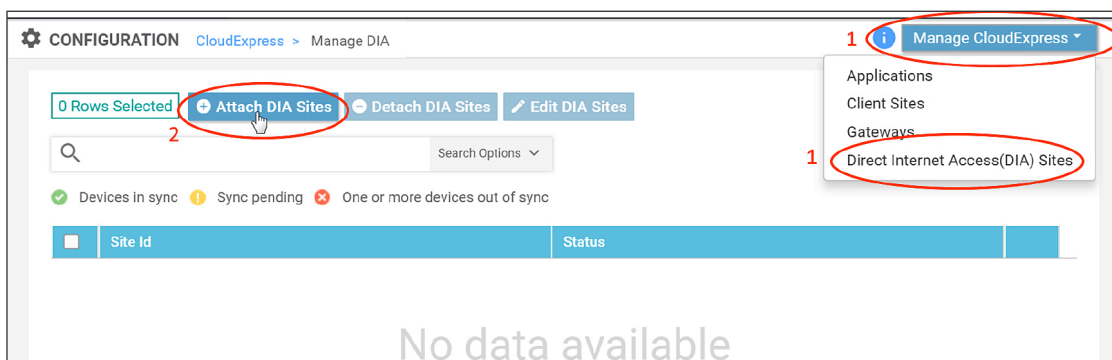 CONFIGURATION CloudExpress > Manage DIA
1 i Manage CloudExpress
Applications
Client Sites
Gateways
1 Direct Internet Access(DIA) Sites
0 Rows Selected Attach DIA Sites Detach DIA Sites Edit DIA Sites
2
Search Options
Devices in sync Sync pending One or more devices out of sync
Site Id Status
No data available